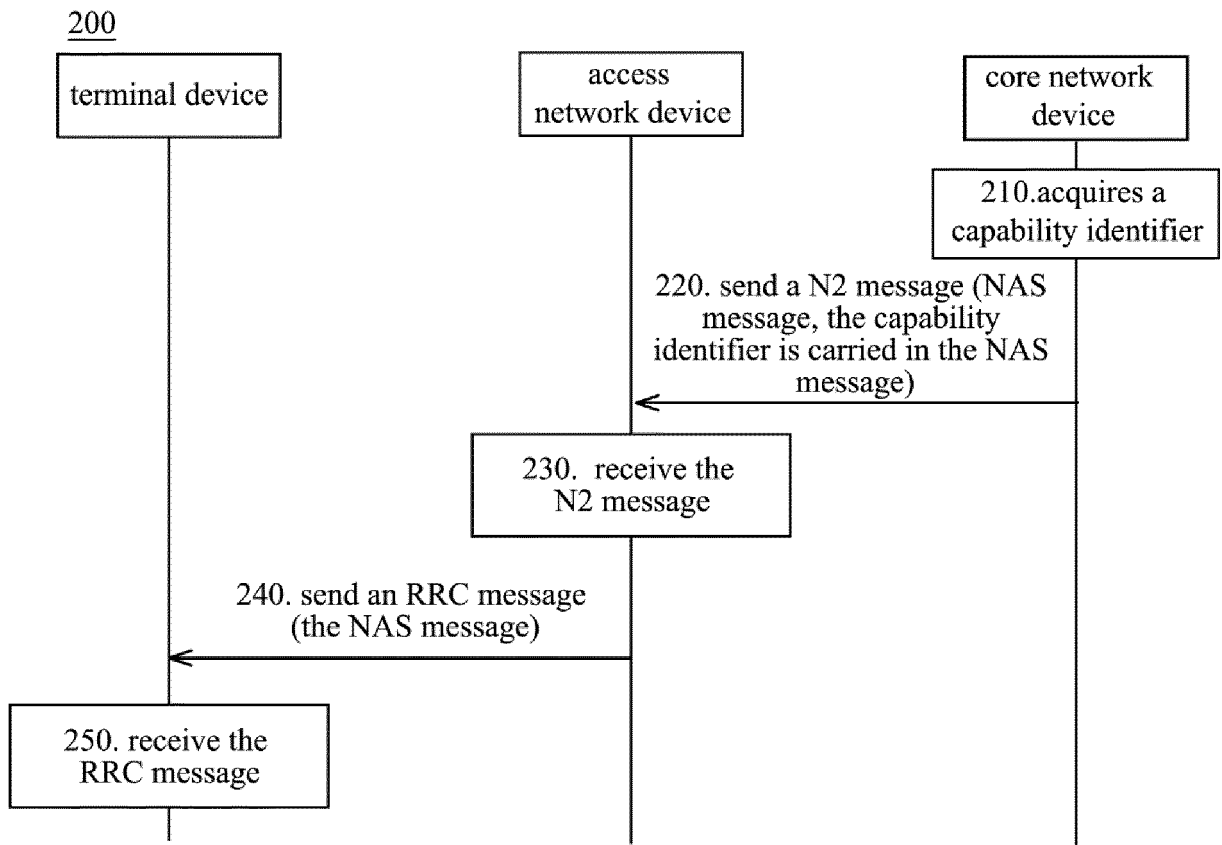 200
terminal device
access
network device
core network
device
210.acquires a
capability identifier
220. send a N2 message (NAS
message, the capability
identifier is carried in the NAS
message)
230. receive the
N2 message
240. send an RRC message
(the NAS message)
250. receive the
RRC message